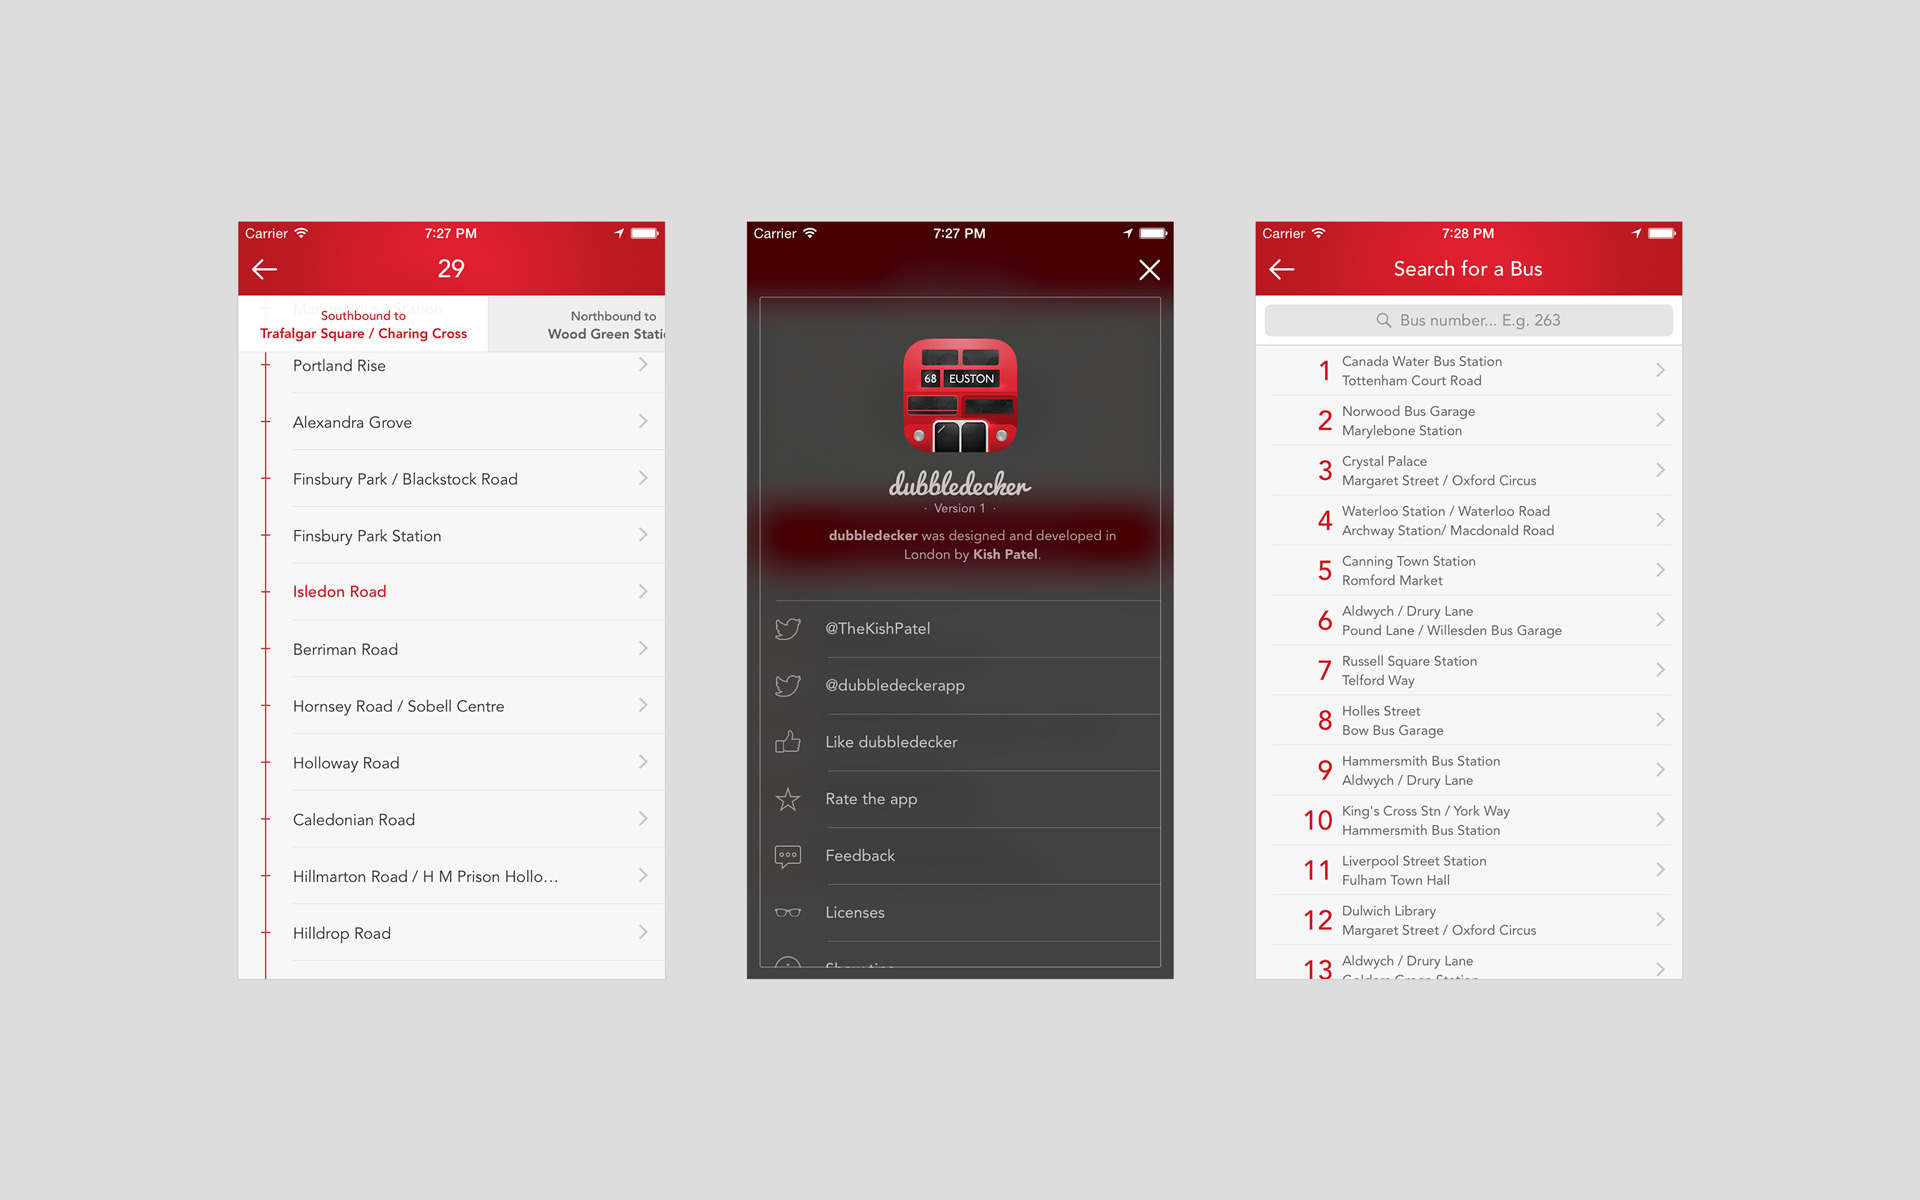 Carrier 7:27 PM
29
Southbound to
Trafalgar Square / Charing Cross
Northbound to
Wood Green Stati
Portland Rise
Alexandra Grove
Finsbury Park / Blackstock Road
Finsbury Park Station
Isledon Road
Berriman Road
Hornsey Road / Sobell Centre
Holloway Road
Caledonian Road
Hillmarton Road / H M Prison Hollo…
Hilldrop Road
Carrier 7:27 PM
68 EUSTON
dubbledecker
· Version 1 ·
dubbledecker was designed and developed in
London by Kish Patel.
@TheKishPatel
@dubbledeckerapp
Like dubbledecker
Rate the app
Feedback
Licenses
Carrier 7:28 PM
Search for a Bus
Bus number... E.g. 263
1 Canada Water Bus Station
Tottenham Court Road
2 Norwood Bus Garage
Marylebone Station
3 Crystal Palace
Margaret Street / Oxford Circus
4 Waterloo Station / Waterloo Road
Archway Station/ Macdonald Road
5 Canning Town Station
Romford Market
6 Aldwych / Drury Lane
Pound Lane / Willesden Bus Garage
7 Russell Square Station
Telford Way
8 Holles Street
Bow Bus Garage
9 Hammersmith Bus Station
Aldwych / Drury Lane
10 King's Cross Stn / York Way
Hammersmith Bus Station
11 Liverpool Street Station
Fulham Town Hall
12 Dulwich Library
Margaret Street / Oxford Circus
13 Aldwych / Drury Lane